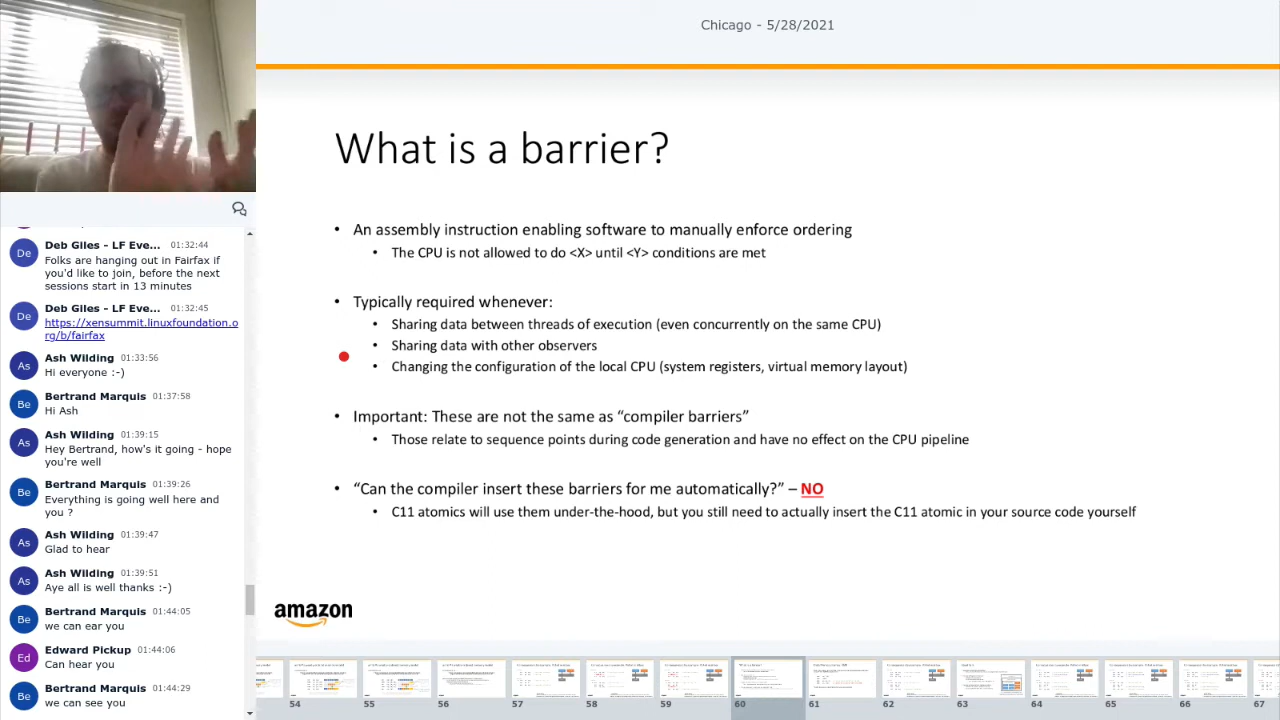 Chicago - 5/28/2021
De
Deb Giles - LF Eve... 01:32:44
Folks are hanging out in Fairfax if
you'd like to join, before the next
sessions start in 13 minutes
De
Deb Giles - LF Eve... 01:32:45
https://xensummit.linuxfoundation.o
rg/b/fairfax
As
Ash Wilding 01:33:56
Hi everyone :-)
Be
Bertrand Marquis 01:37:58
Hi Ash
As
Ash Wilding 01:39:15
Hey Bertrand, how's it going - hope
you're well
Be
Bertrand Marquis 01:39:26
Everything is going well here and
you ?
As
Ash Wilding 01:39:47
Glad to hear
As
Ash Wilding 01:39:51
Aye all is well thanks :-)
Be
Bertrand Marquis 01:44:05
we can ear you
Ed
Edward Pickup 01:44:06
Can hear you
Be
Bertrand Marquis 01:44:29
we can see you
What is a barrier?
• An assembly instruction enabling software to manually enforce ordering
• The CPU is not allowed to do <X> until <Y> conditions are met
• Typically required whenever:
• Sharing data between threads of execution (even concurrently on the same CPU)
• Sharing data with other observers
• Changing the configuration of the local CPU (system registers, virtual memory layout)
• Important: These are not the same as “compiler barriers”
• Those relate to sequence points during code generation and have no effect on the CPU pipeline
• “Can the compiler insert these barriers for me automatically?” – NO
• C11 atomics will use them under-the-hood, but you still need to actually insert the C11 atomic in your source code yourself
amazon
54 55 56 57 58 59 60 61 62 63 64 65 66 67